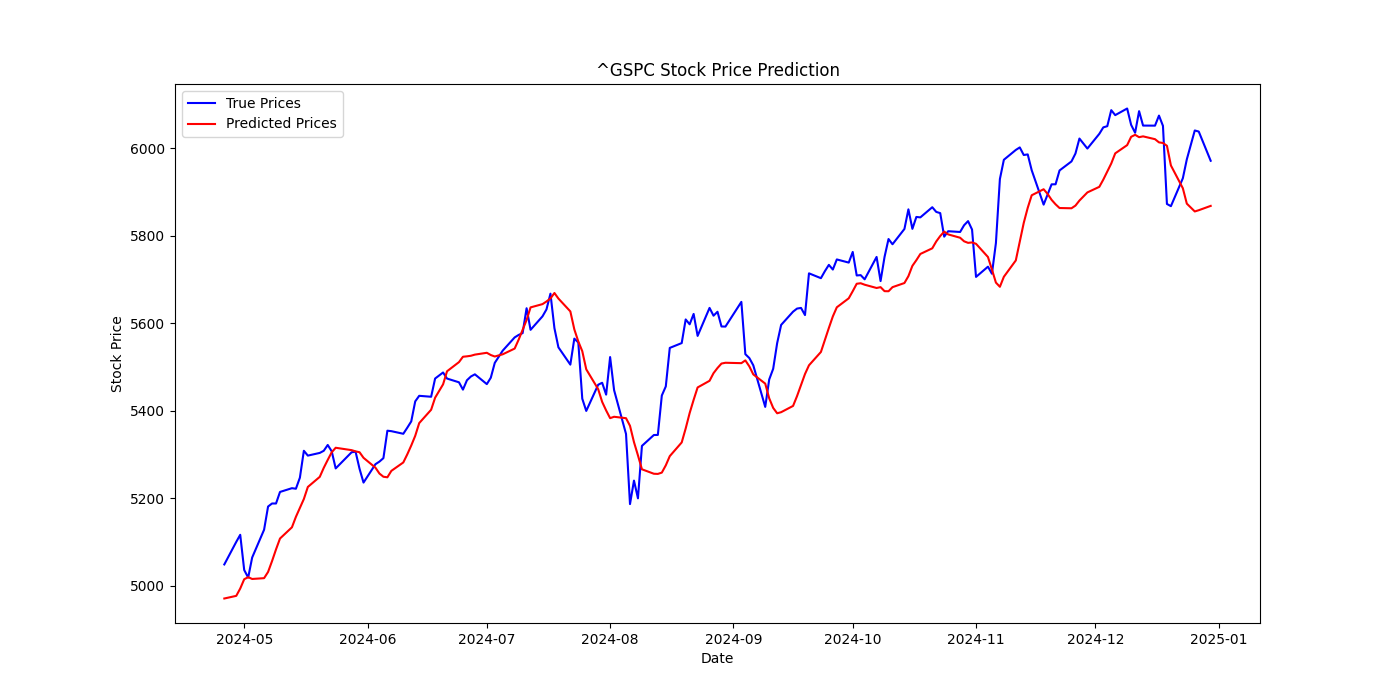 ^GSPC Stock Price Prediction
True Prices
Predicted Prices
6000
5800
5600
5400
5200
5000
Stock Price
2024-05 2024-06 2024-07 2024-08 2024-09 2024-10 2024-11 2024-12 2025-01
Date